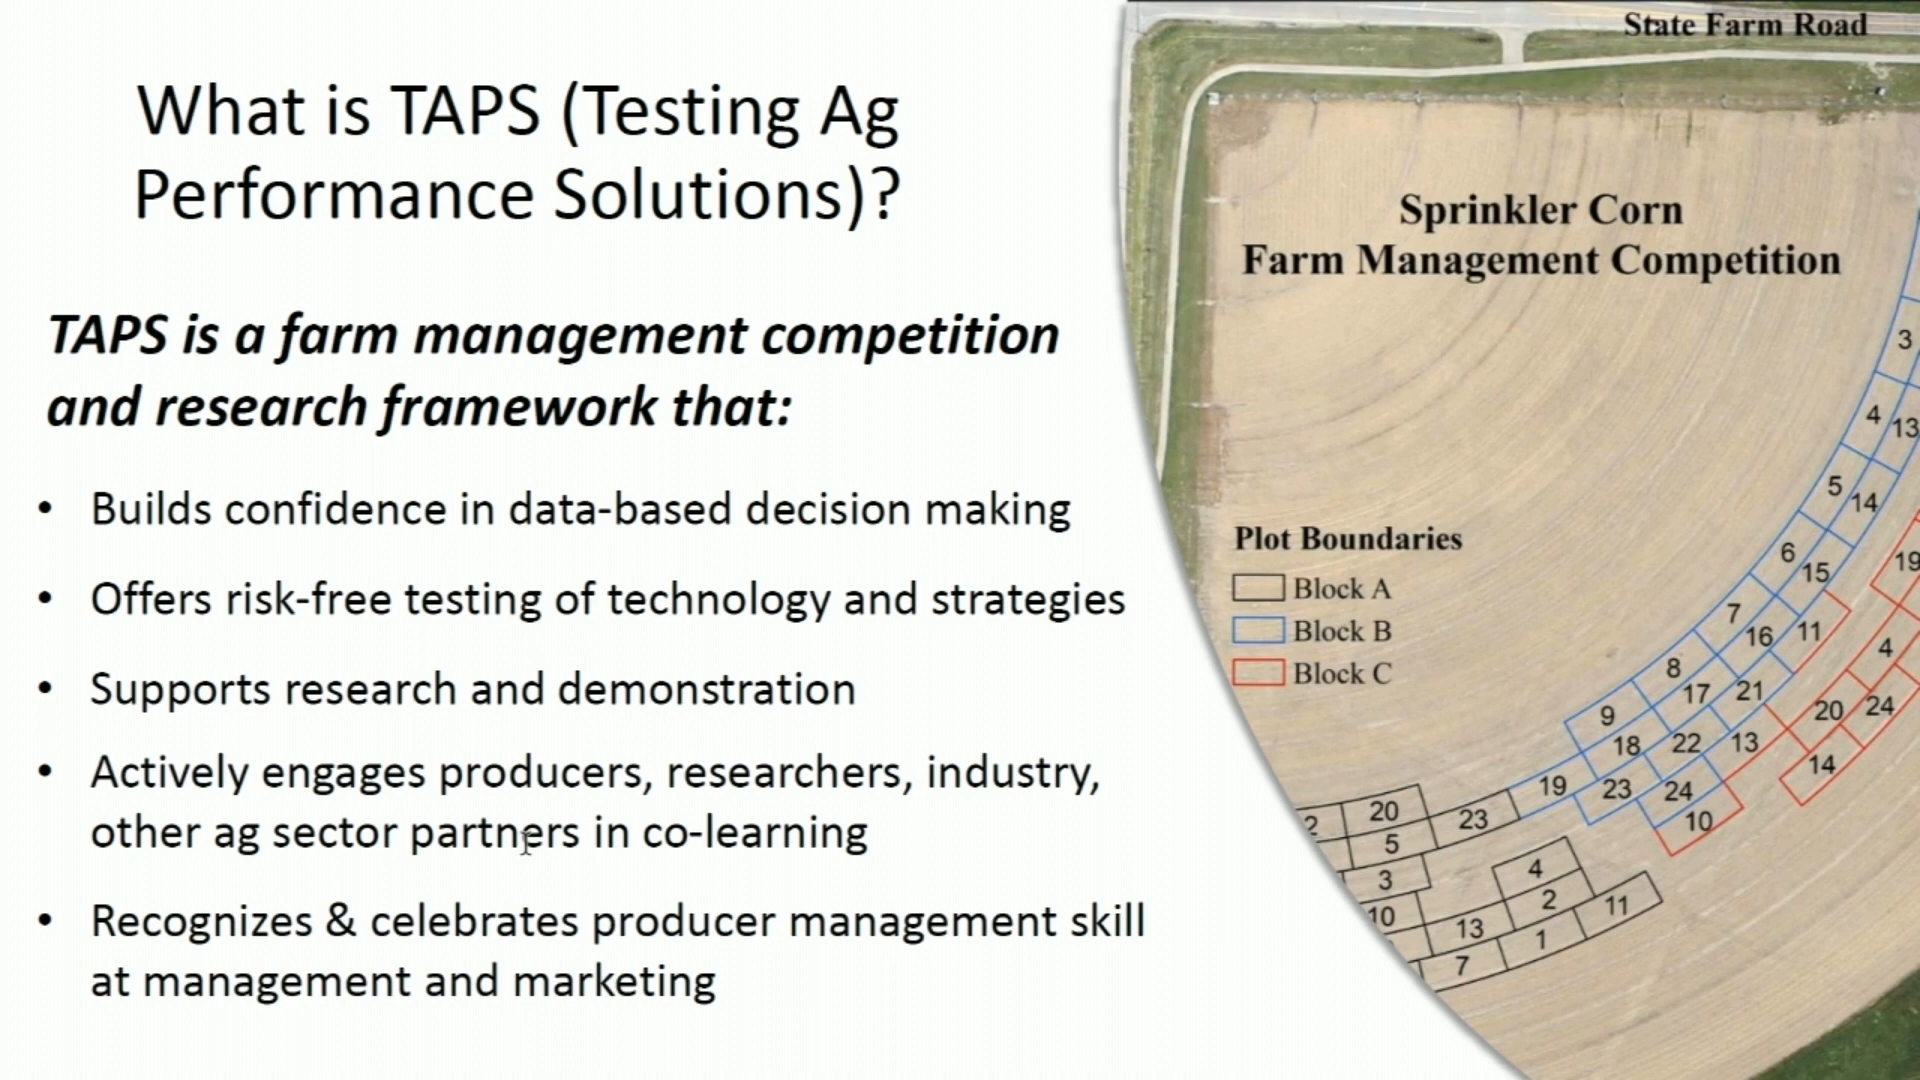 What is TAPS (Testing Ag
Performance Solutions)?
TAPS is a farm management competition
and research framework that:
• Builds confidence in data-based decision making
• Offers risk-free testing of technology and strategies
• Supports research and demonstration
• Actively engages producers, researchers, industry,
other ag sector partners in co-learning
• Recognizes & celebrates producer management skill
at management and marketing
State Farm Road
Sprinkler Corn
Farm Management Competition
Plot Boundaries
Block A
Block B
Block C
3
4
13
5
14
6
15
19
7
16
11
4
8
17
21
20
24
9
18
22
13
14
19
23
24
10
2
20
23
5
3
4
10
13
2
11
7
1